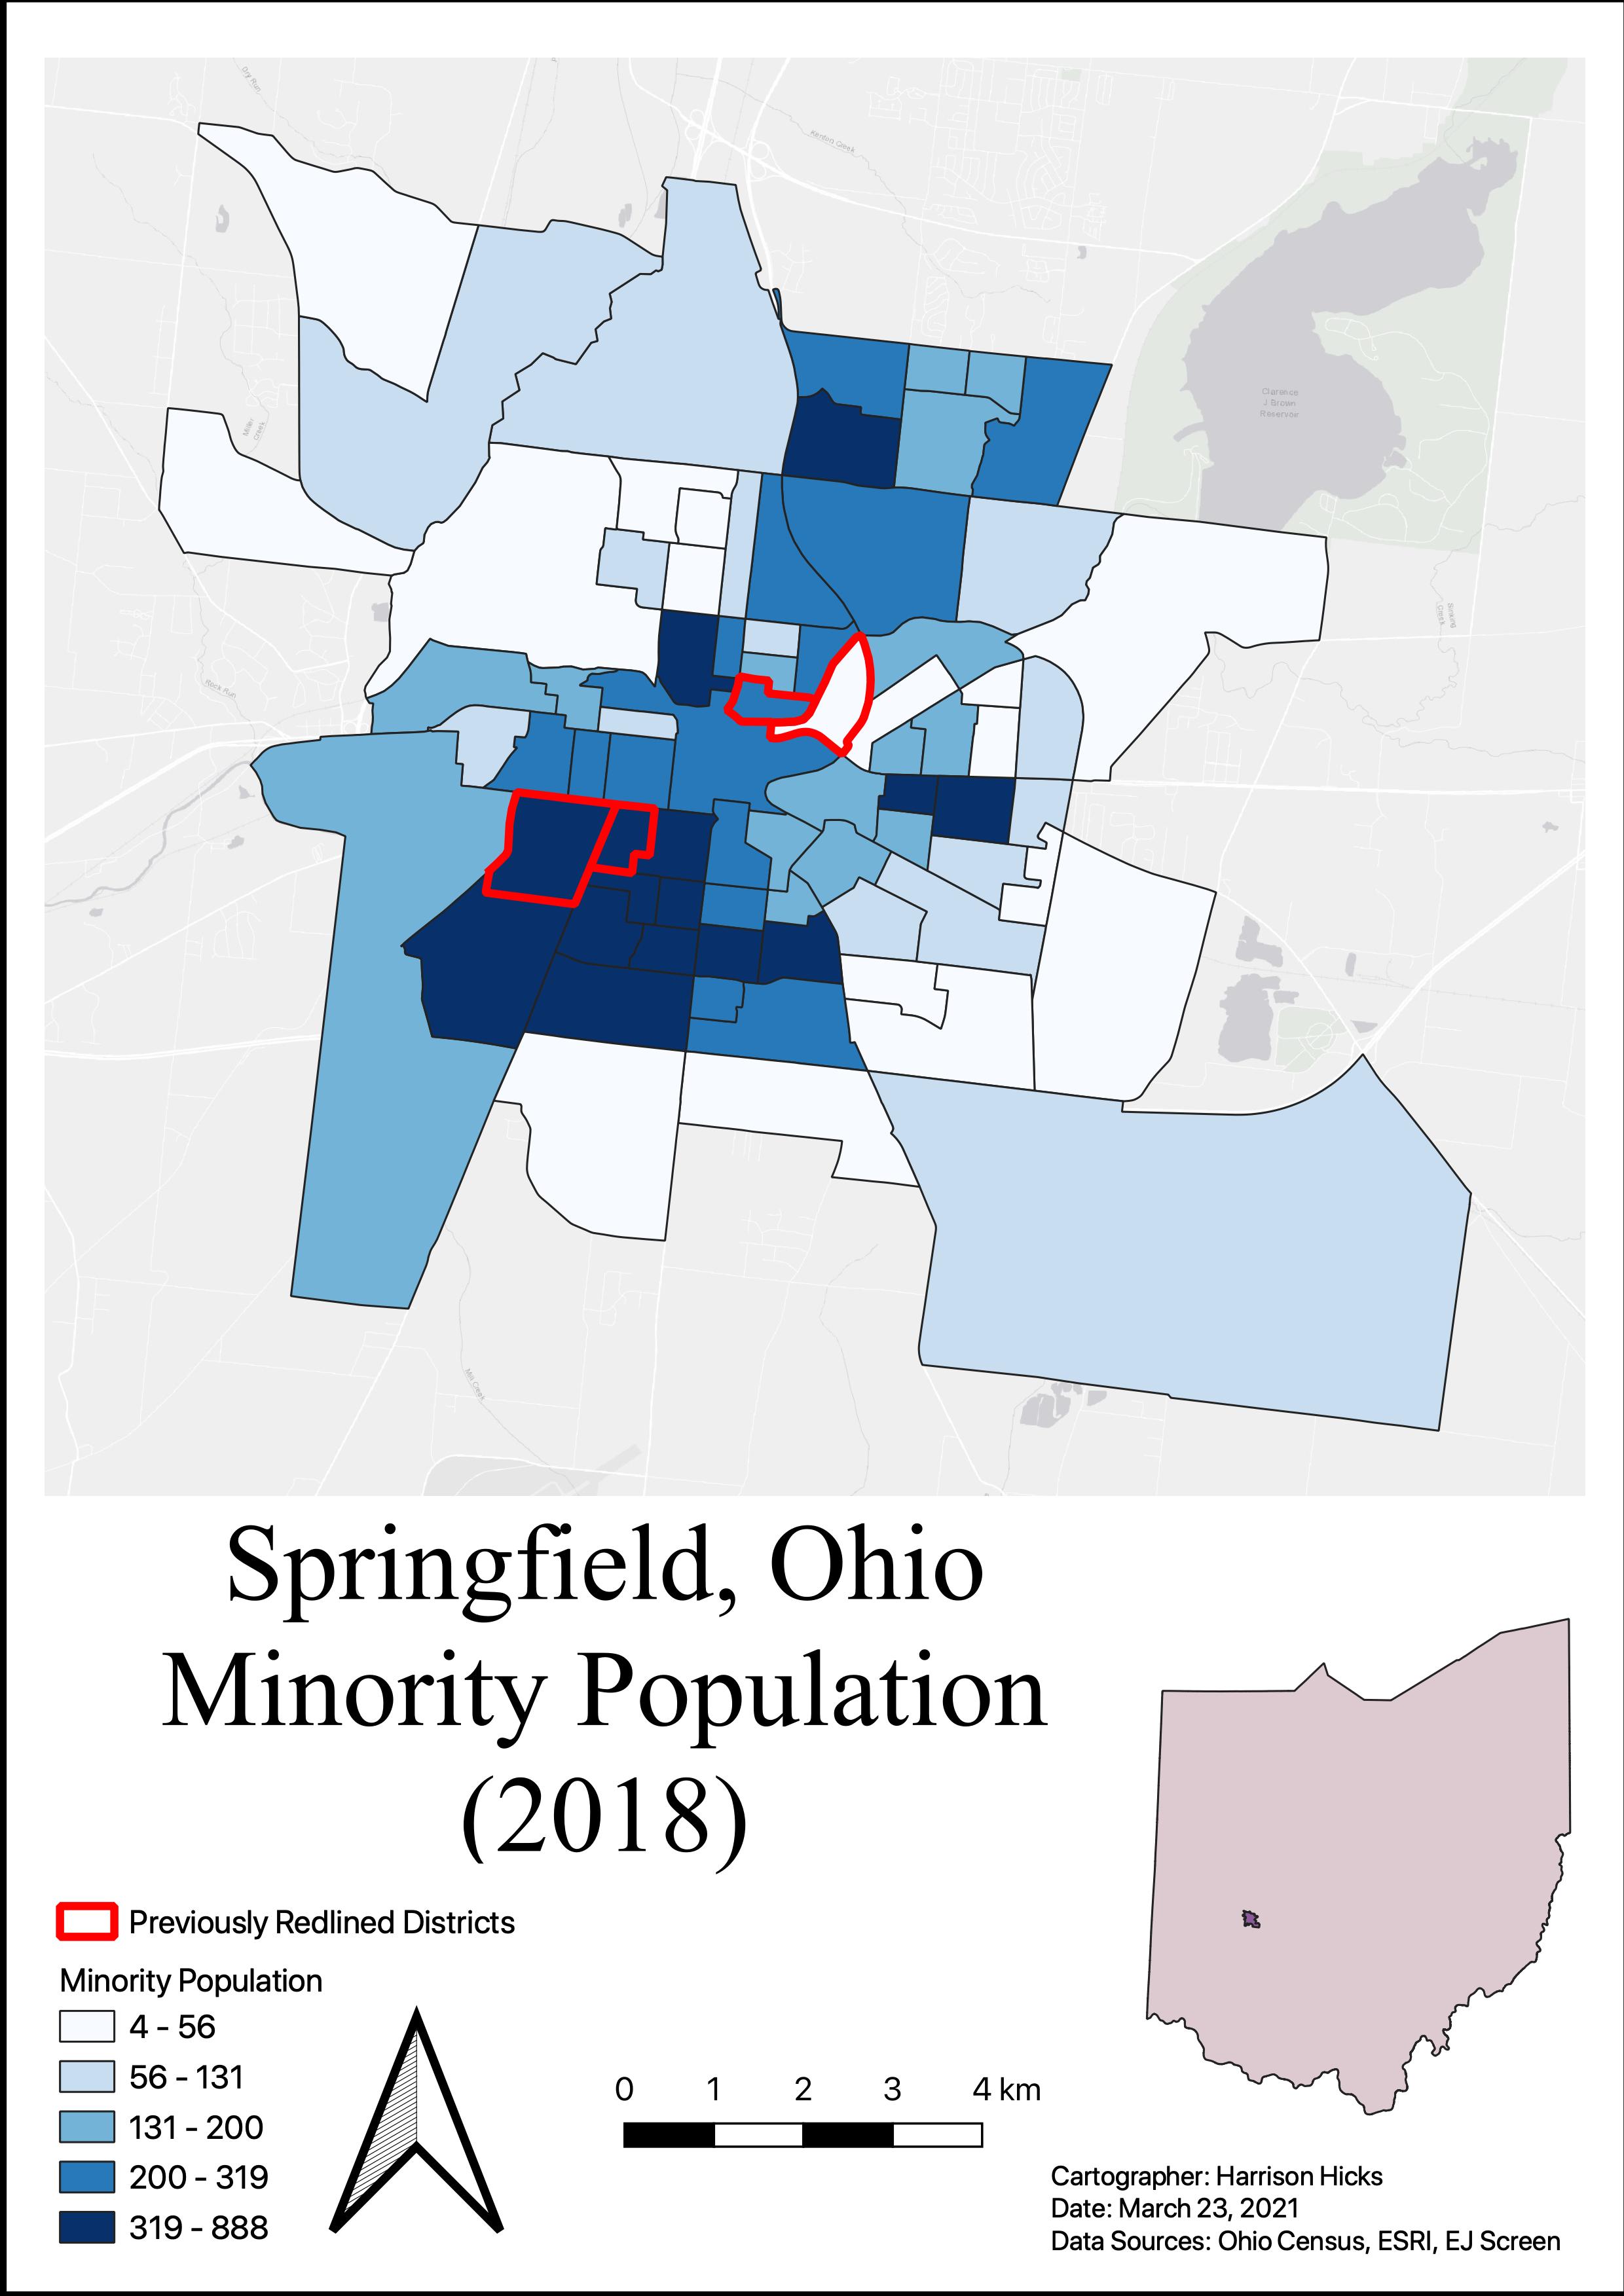 Dry Run
Kenton Creek
Clarence
J Brown
Reservoir
Miller
Creek
Sinking
Creek
Rock Run
Mill Creek
Springfield, Ohio
Minority Population
(2018)
Previously Redlined Districts
Minority Population
4 - 56
56 - 131
131 - 200
200 - 319
319 - 888
0 1 2 3 4 km
Cartographer: Harrison Hicks
Date: March 23, 2021
Data Sources: Ohio Census, ESRI, EJ Screen